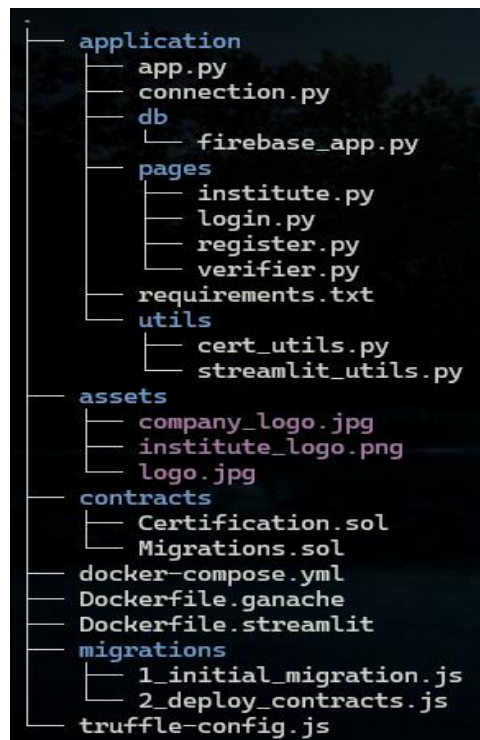 .
├── application
│   ├── app.py
│   ├── connection.py
│   ├── db
│   │   └── firebase_app.py
│   ├── pages
│   │   ├── institute.py
│   │   ├── login.py
│   │   ├── register.py
│   │   └── verifier.py
│   ├── requirements.txt
│   └── utils
│       ├── cert_utils.py
│       └── streamlit_utils.py
├── assets
│   ├── company_logo.jpg
│   ├── institute_logo.png
│   └── logo.jpg
├── contracts
│   ├── Certification.sol
│   └── Migrations.sol
├── docker-compose.yml
├── Dockerfile.ganache
├── Dockerfile.streamlit
├── migrations
│   ├── 1_initial_migration.js
│   └── 2_deploy_contracts.js
└── truffle-config.js